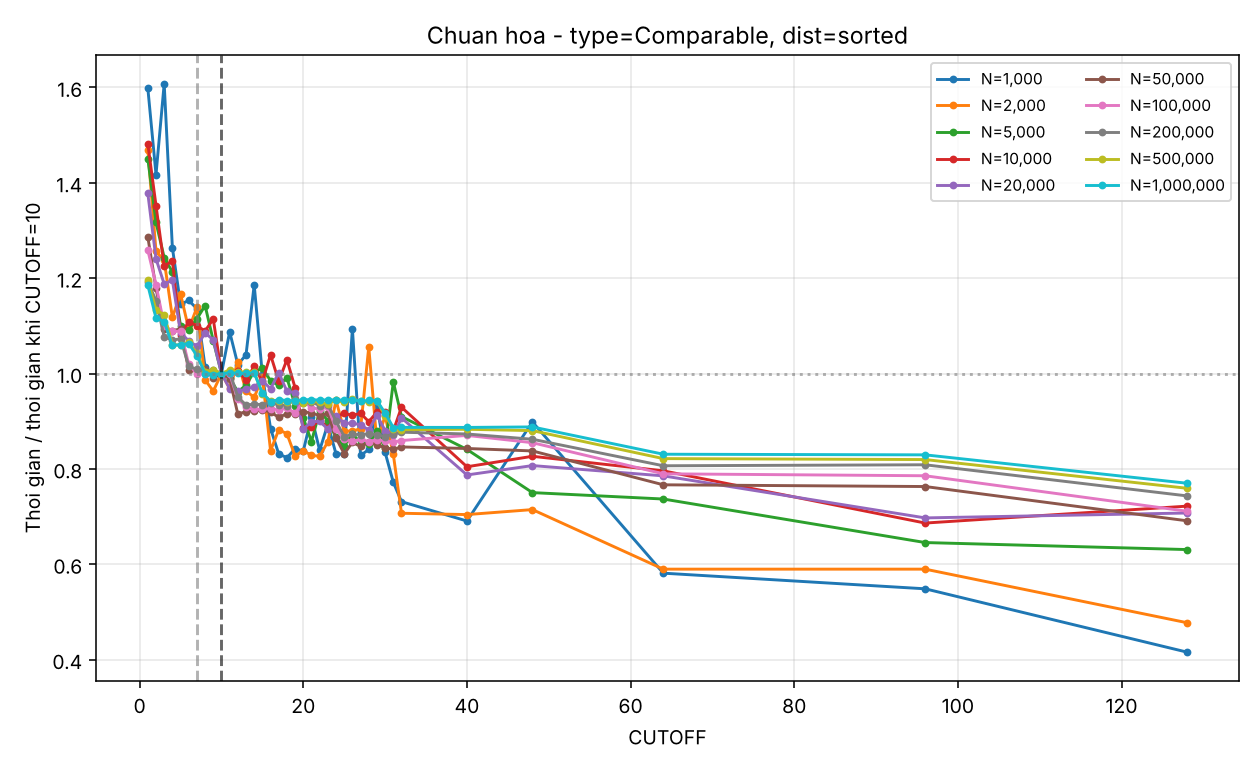 Chuan hoa - type=Comparable, dist=sorted
Thoi gian / thoi gian khi CUTOFF=10
1.6
1.4
1.2
1.0
0.8
0.6
0.4
N=1,000
N=2,000
N=5,000
N=10,000
N=20,000
N=50,000
N=100,000
N=200,000
N=500,000
N=1,000,000
0 20 40 60 80 100 120
CUTOFF